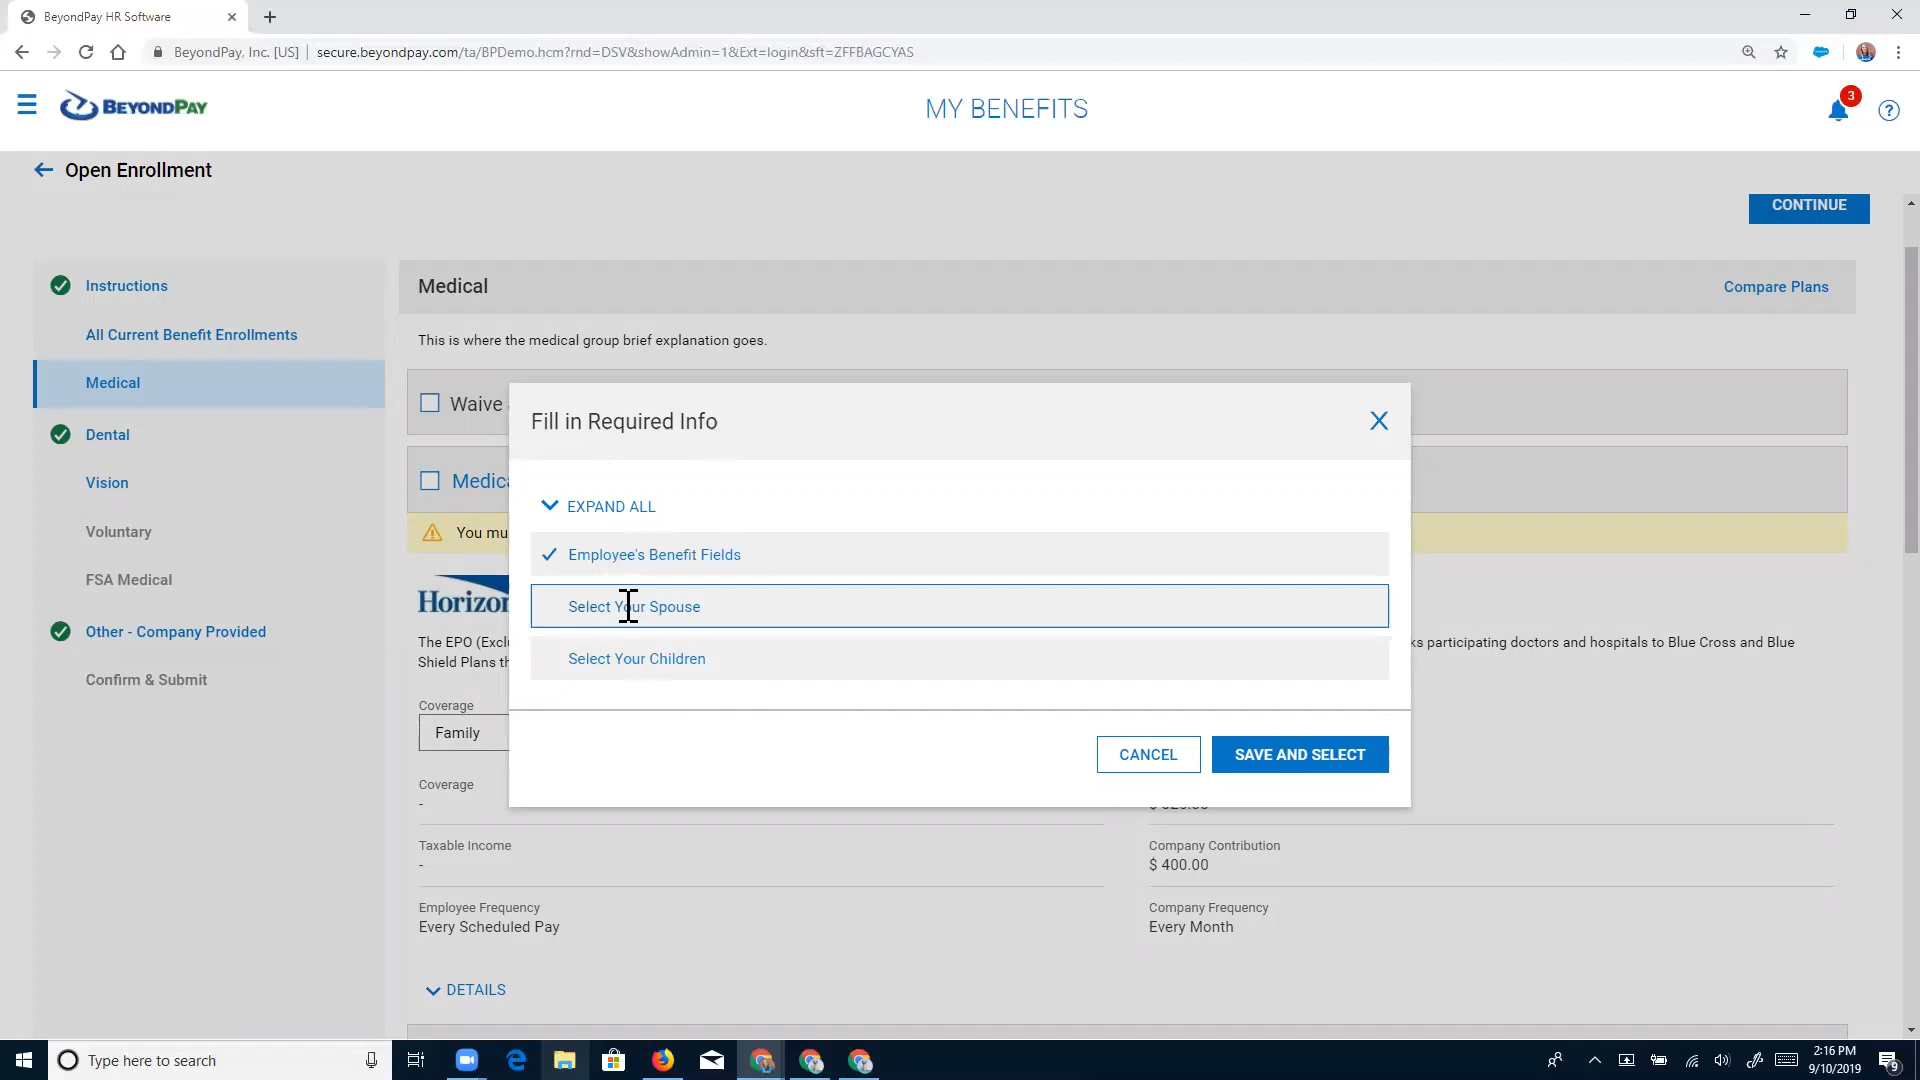 BeyondPay HR Software
BeyondPay, Inc. [US] | secure.beyondpay.com/ta/BPDemo.hcm?rnd=DSV&showAdmin=1&Ext=login&sft=ZFFBAGCYAS
BEYONDPAY
MY BENEFITS
3
?
Open Enrollment
CONTINUE
Instructions
All Current Benefit Enrollments
Medical
Dental
Vision
Voluntary
FSA Medical
Other - Company Provided
Confirm & Submit
Medical
Compare Plans
This is where the medical group brief explanation goes.
Waive
Medica
You mu
Horizon
The EPO (Exclu
participating doctors and hospitals to Blue Cross and Blue
Shield Plans th
Coverage
Family
Coverage
-
Taxable Income
-
Company Contribution
$ 400.00
Employee Frequency
Every Scheduled Pay
Company Frequency
Every Month
DETAILS
Fill in Required Info
EXPAND ALL
Employee's Benefit Fields
Select Your Spouse
Select Your Children
CANCEL
SAVE AND SELECT
Type here to search
2:16 PM
9/10/2019
9